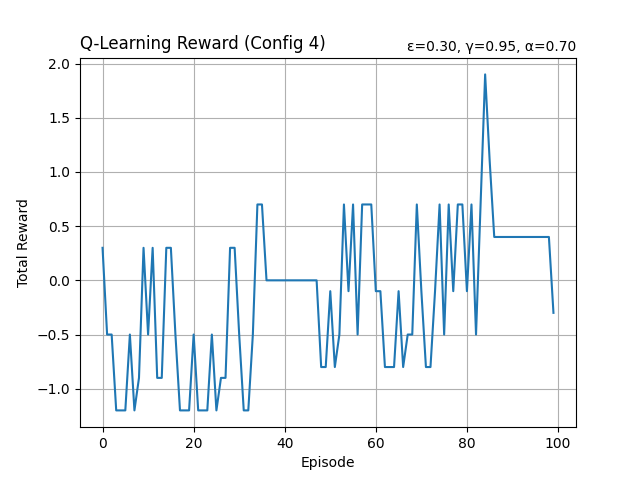 Q-Learning Reward (Config 4)
ε=0.30, γ=0.95, α=0.70
2.0
1.5
1.0
0.5
0.0
−0.5
−1.0
Total Reward
0 20 40 60 80 100
Episode